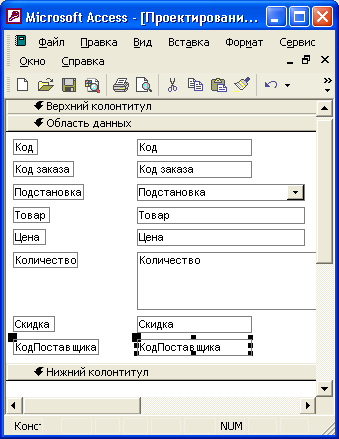 Microsoft Access - [Проектировани...
Файл Правка Вид Вставка Формат Сервис
Окно Справка
Верхний колонтитул
Область данных
Код Код
Код заказа Код заказа
Подстановка Подстановка
Товар Товар
Цена Цена
Количество Количество
Скидка Скидка
КодПоставщика КодПоставщика
Нижний колонтитул
Конс NUM